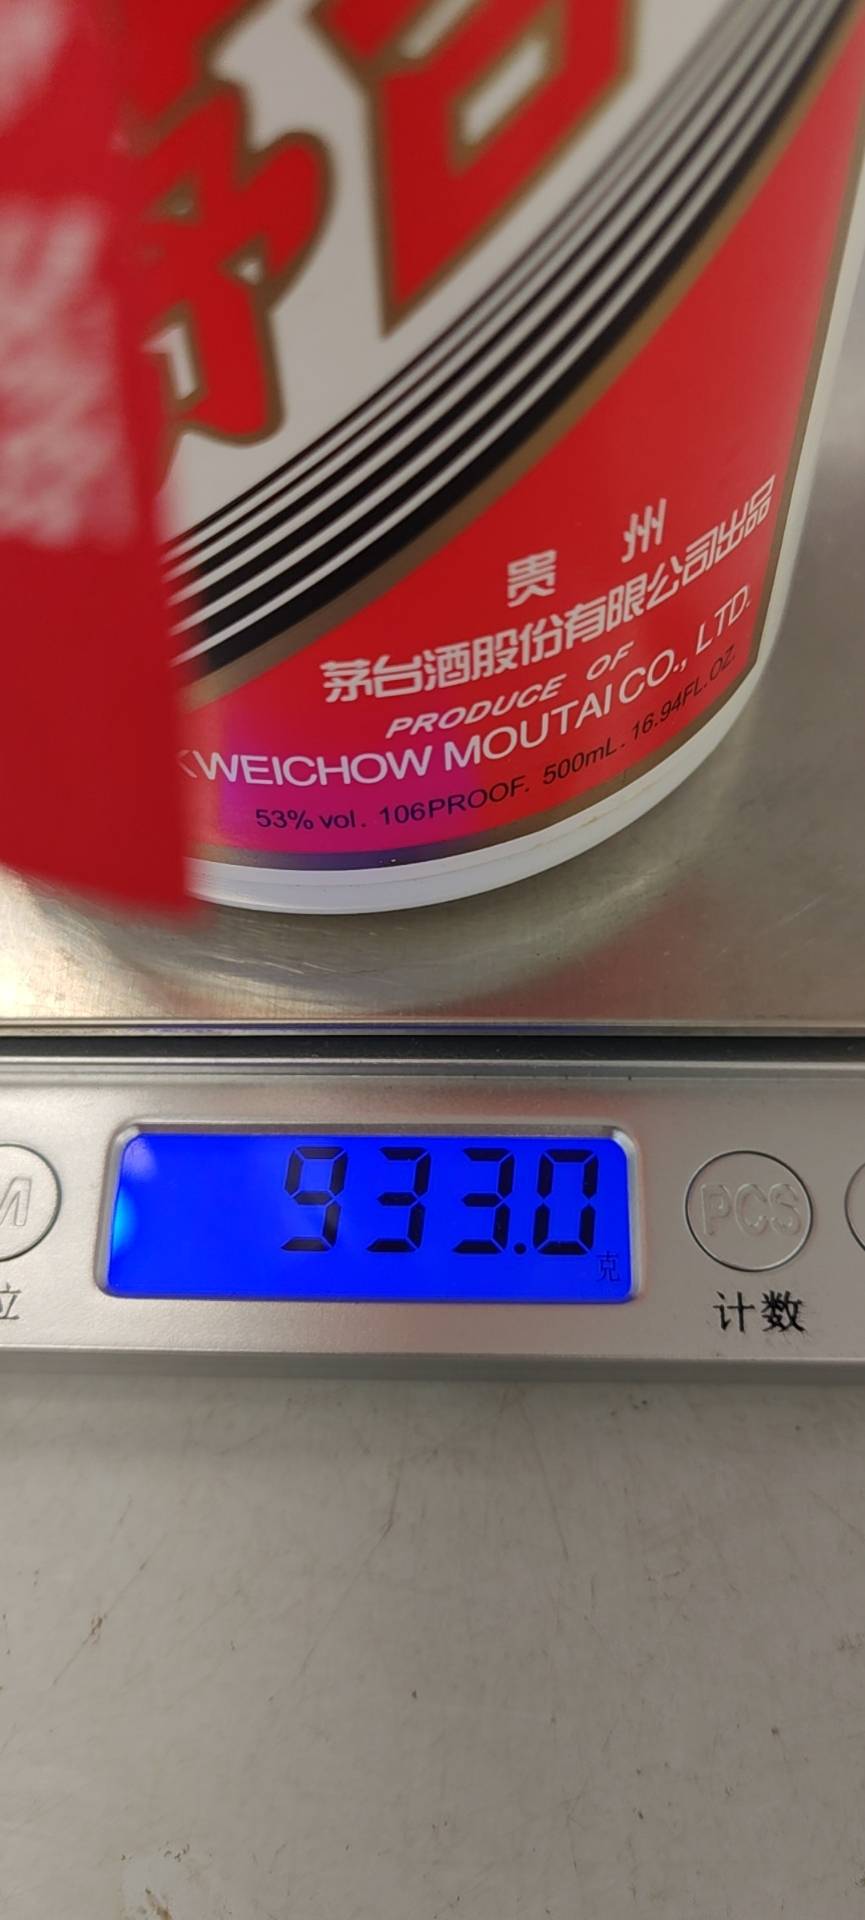 贵 州
茅台酒股份有限公司出品
PRODUCE OF
KWEICHOW MOUTAI CO., LTD.
53% vol. 106PROOF. 500mL. 16.94FL.OZ.
933.0
克
PCS
计数
M
位